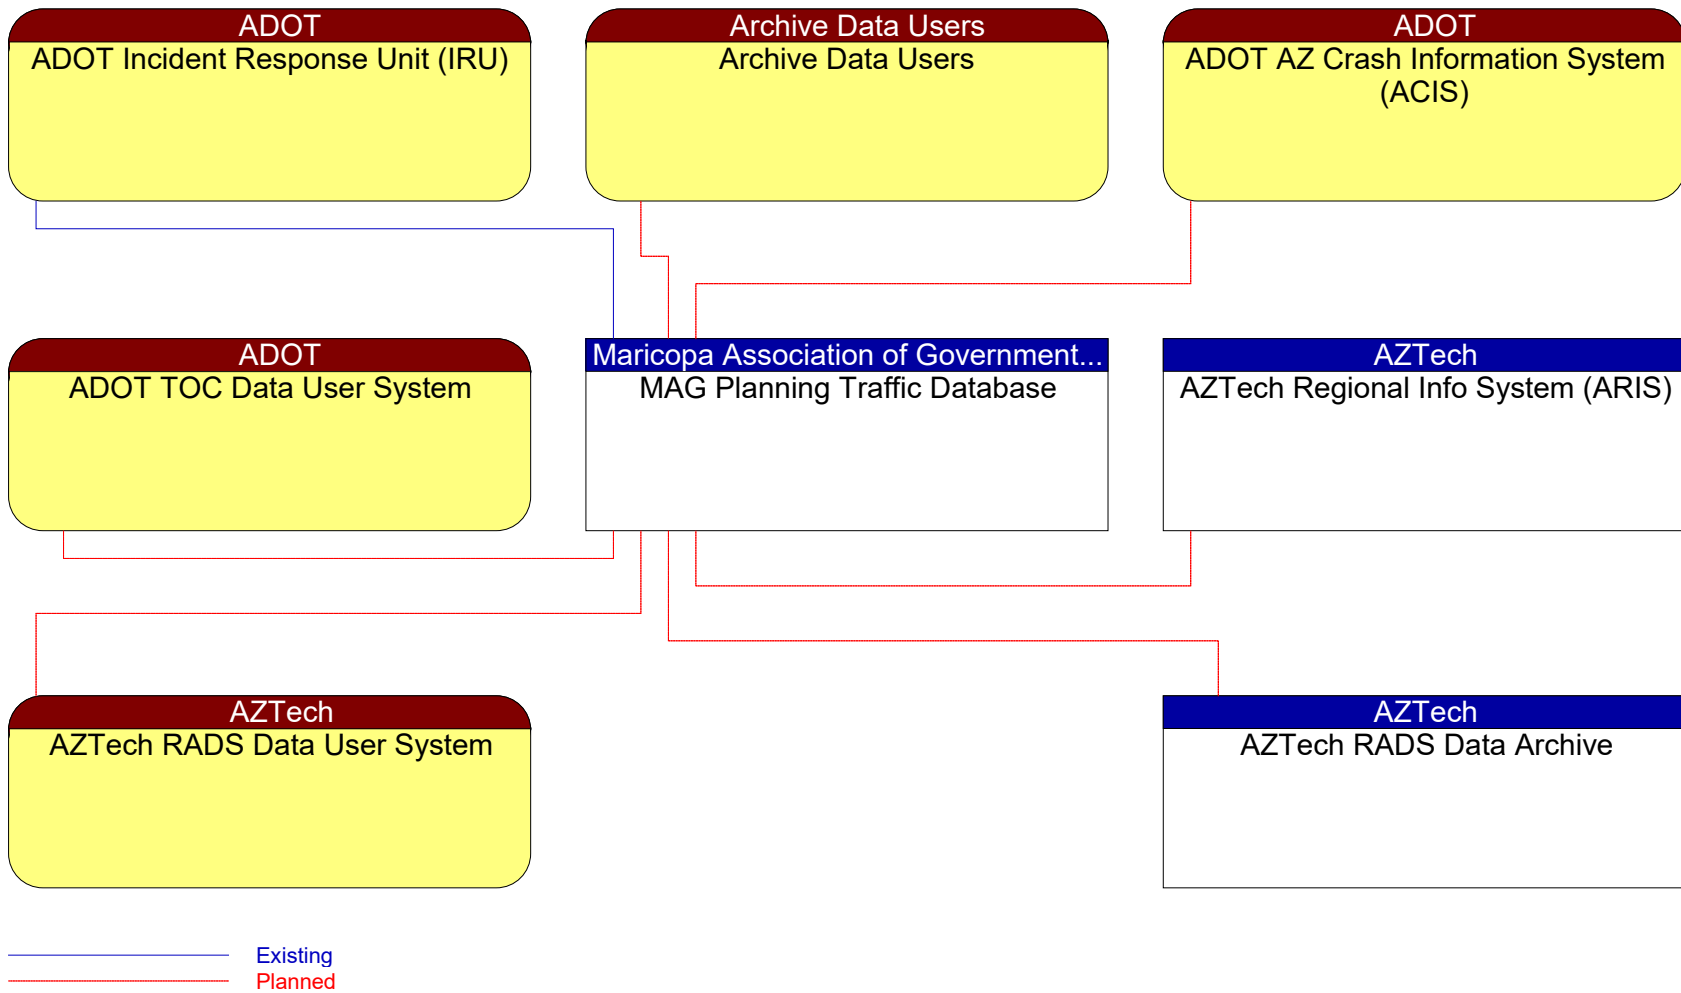 ADOT
ADOT Incident Response Unit (IRU)
Archive Data Users
Archive Data Users
ADOT
ADOT AZ Crash Information System
(ACIS)
ADOT
ADOT TOC Data User System
Maricopa Association of Government...
MAG Planning Traffic Database
AZTech
AZTech Regional Info System (ARIS)
AZTech
AZTech RADS Data User System
AZTech
AZTech RADS Data Archive
Existing
Planned